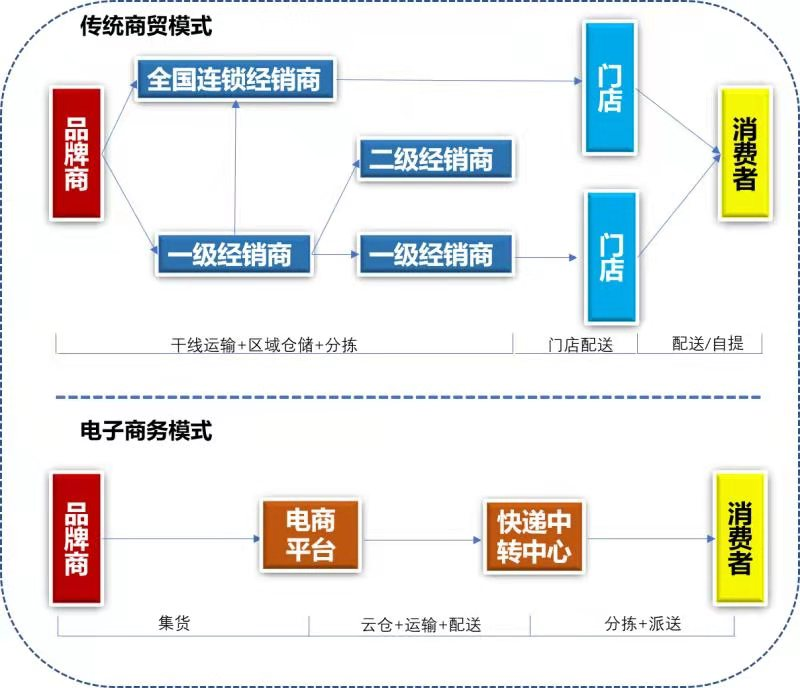 传统商贸模式
品
牌
商
全国连锁经销商
门
店
二级经销商
消
费
者
一级经销商
一级经销商
门
店
干线运输+区域仓储+分拣
门店配送
配送/自提
电子商务模式
品
牌
商
电商
平台
快递中
转中心
消
费
者
集货
云仓+运输+配送
分拣+派送